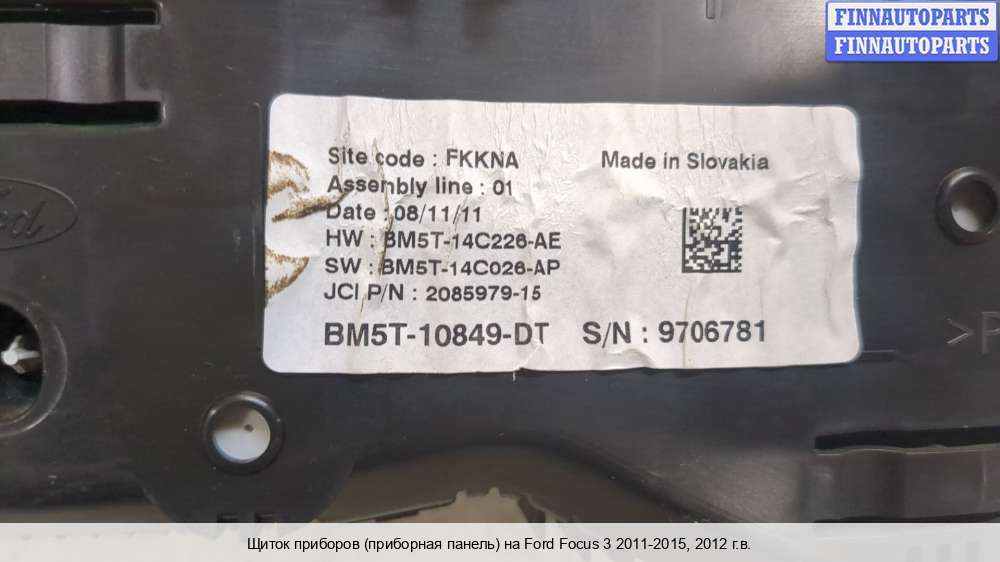 FINNAUTOPARTS
FINNAUTOPARTS
Site code : FKKNA
Made in Slovakia
Assembly line : 01
Date : 08/11/11
HW : BM5T-14C226-AE
SW : BM5T-14C026-AP
JCI P/N : 2085979-15
BM5T-10849-DT S/N : 9706781
Ford
>P
Щиток приборов (приборная панель) на Ford Focus 3 2011-2015, 2012 г.в.